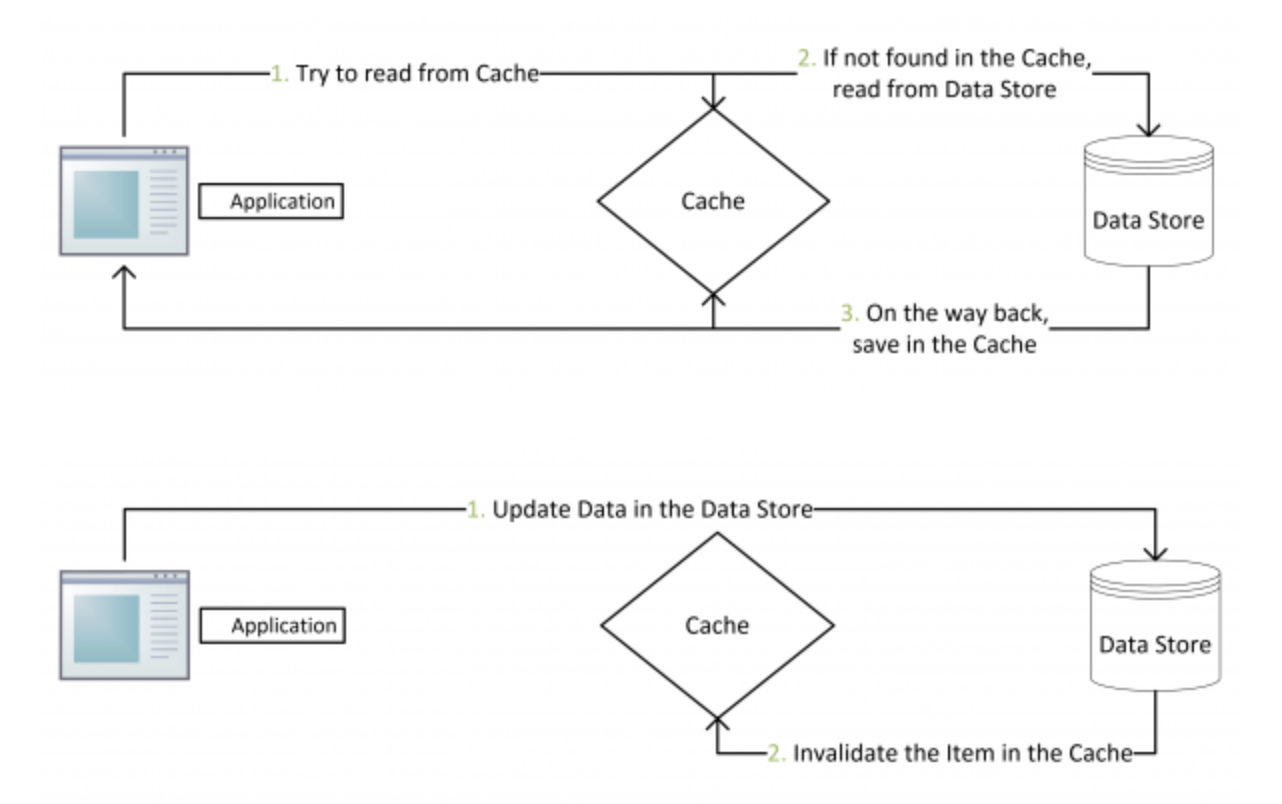 1. Try to read from Cache
2. If not found in the Cache,
read from Data Store
Application
Cache
Data Store
3. On the way back,
save in the Cache
1. Update Data in the Data Store
Application
Cache
Data Store
2. Invalidate the Item in the Cache